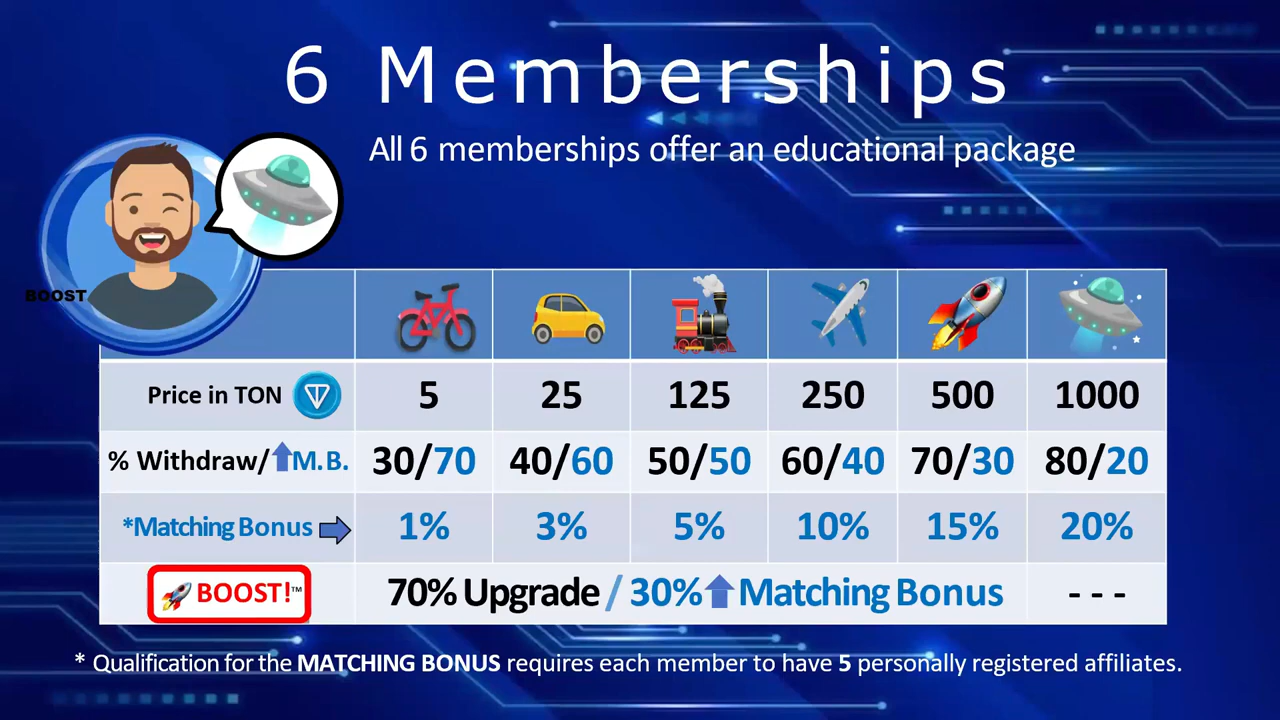 6 Memberships
All 6 memberships offer an educational package
BOOST
Price in TON 5 25 125 250 500 1000
% Withdraw/⬆M.B. 30/70 40/60 50/50 60/40 70/30 80/20
*Matching Bonus ➡ 1% 3% 5% 10% 15% 20%
🚀 BOOST!™ 70% Upgrade / 30%⬆Matching Bonus - - -
* Qualification for the MATCHING BONUS requires each member to have 5 personally registered affiliates.